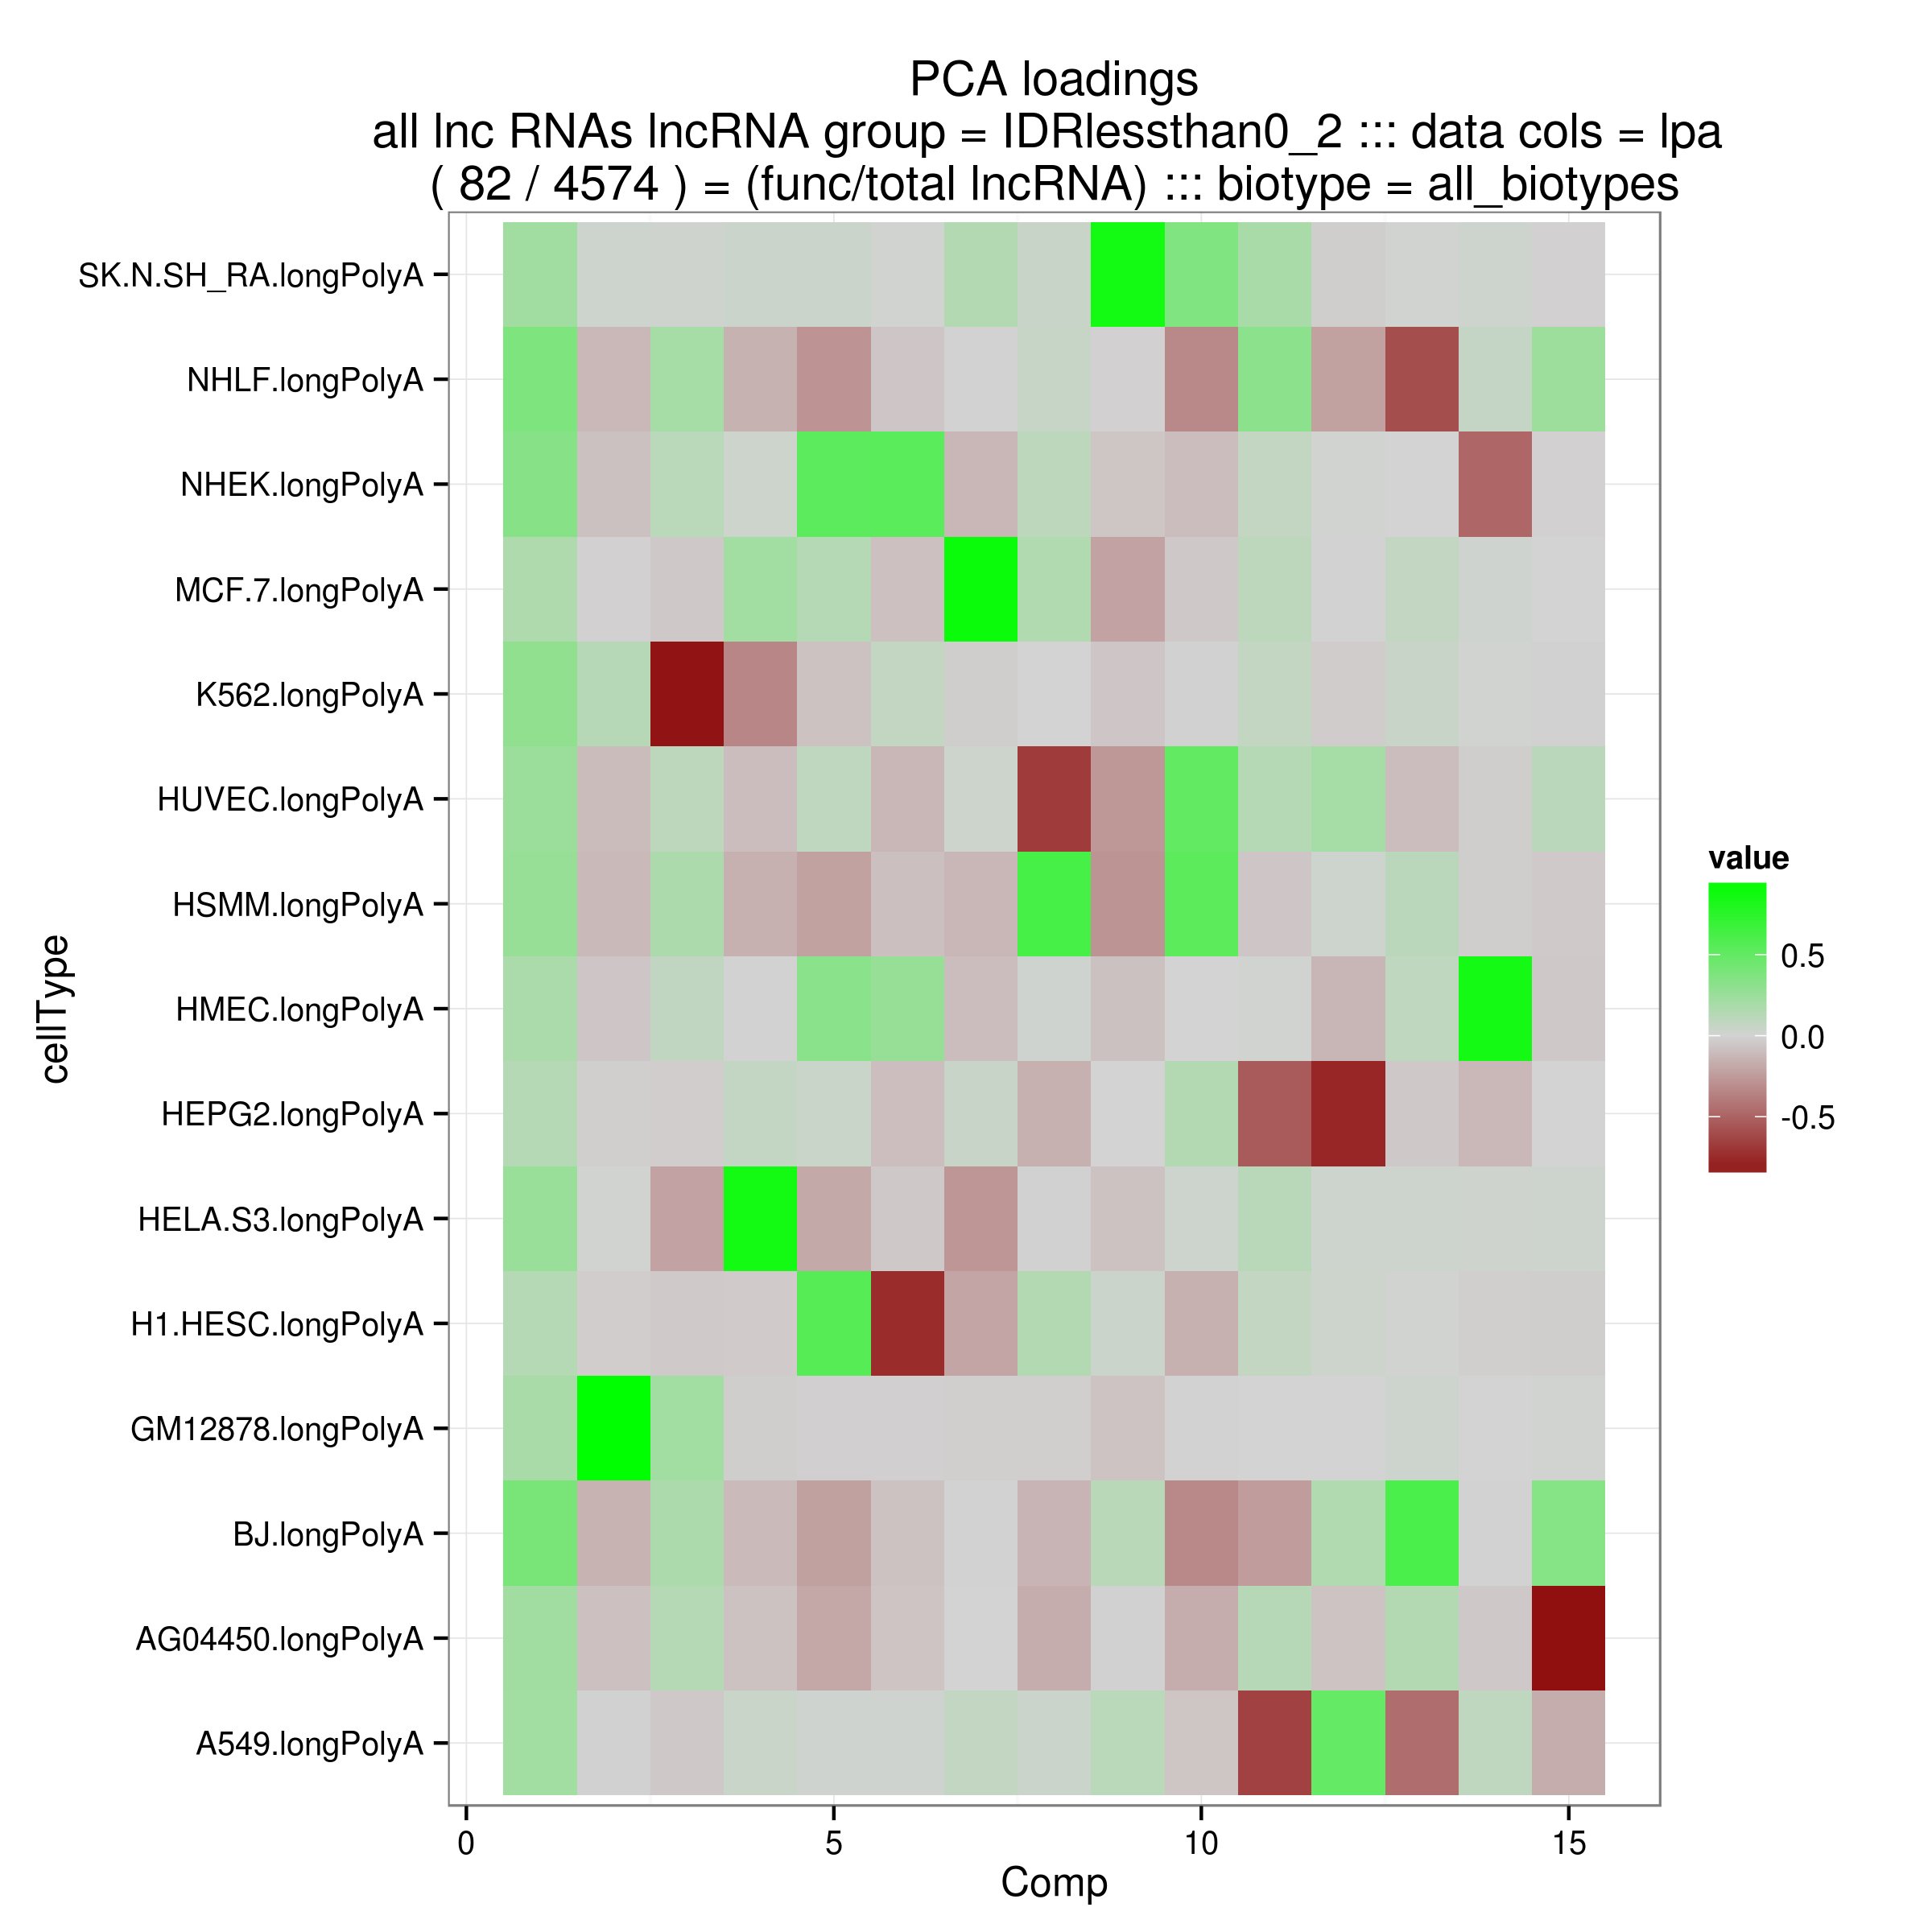 PCA loadings
all lnc RNAs lncRNA group = IDRlessthan0_2 ::: data cols = lpa
( 82 / 4574 ) = (func/total lncRNA) ::: biotype = all_biotypes
SK.N.SH_RA.longPolyA
NHLF.longPolyA
NHEK.longPolyA
MCF.7.longPolyA
K562.longPolyA
HUVEC.longPolyA
HSMM.longPolyA
HMEC.longPolyA
HEPG2.longPolyA
HELA.S3.longPolyA
H1.HESC.longPolyA
GM12878.longPolyA
BJ.longPolyA
AG04450.longPolyA
A549.longPolyA
cellType
0 5 10 15
Comp
value
0.5
0.0
-0.5